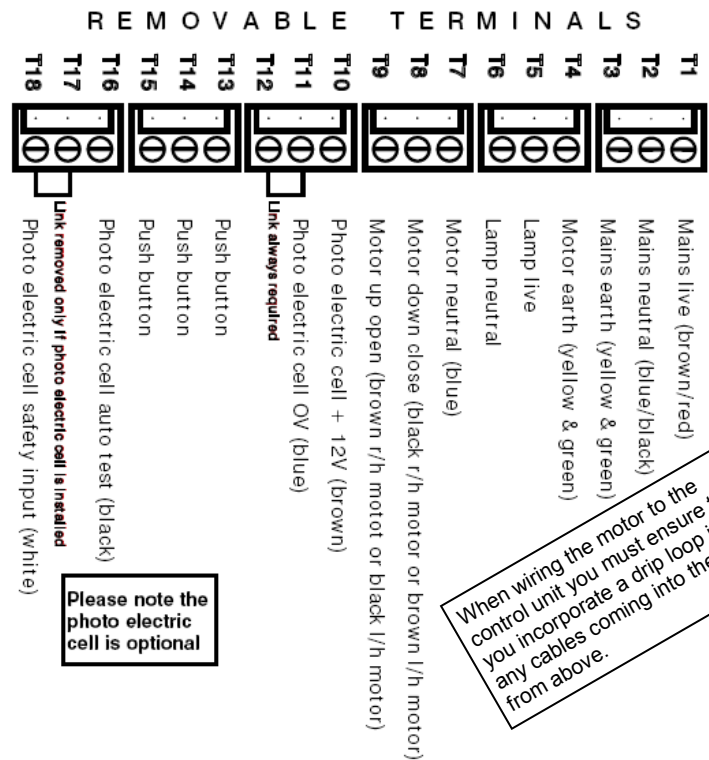 REMOVABLE TERMINALS
T18
T17
T16
T15
T14
T13
T12
T11
T10
T9
T8
T7
T6
T5
T4
T3
T2
T1
Photo electric cell safety input (white)
Link removed only if photo electric cell is installed
Photo electric cell auto test (black)
Push button
Push button
Push button
Link always required
Photo electric cell OV (blue)
Photo electric cell + 12V (brown)
Motor up open (brown r/h motot or black l/h motor)
Motor down close (black r/h motor or brown l/h motor)
Motor neutral (blue)
Lamp neutral
Lamp live
Motor earth (yellow & green)
Mains earth (yellow & green)
Mains neutral (blue/black)
Mains live (brown/red)
Please note the
photo electric
cell is optional
When wiring the motor to the
control unit you must ensure
you incorporate a drip loop
any cables coming into the
from above.